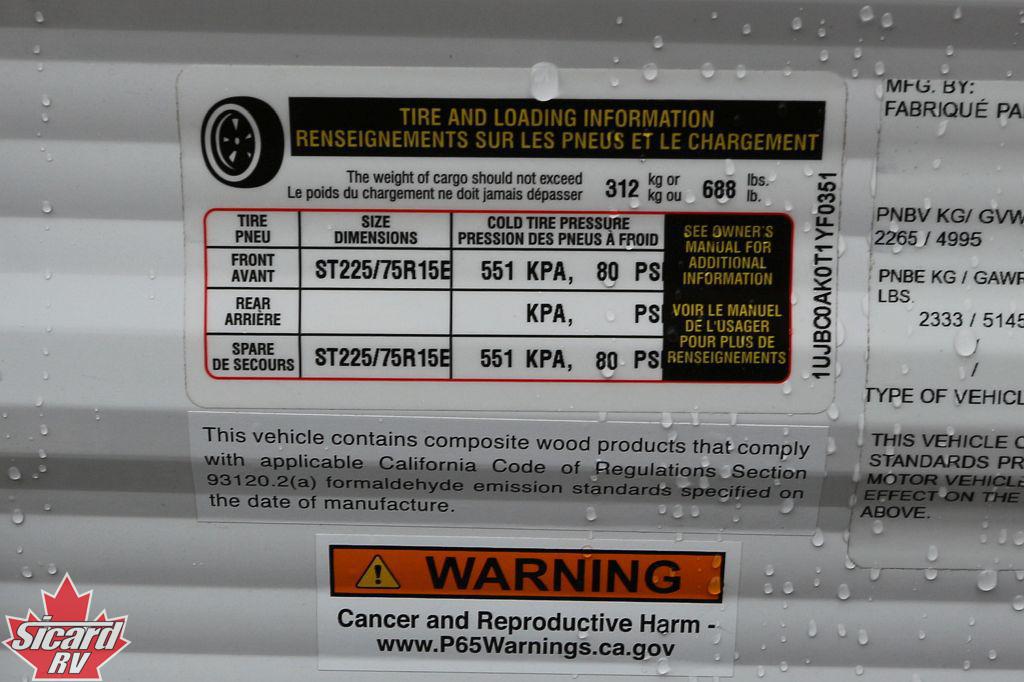 TIRE AND LOADING INFORMATION
RENSEIGNEMENTS SUR LES PNEUS ET LE CHARGEMENT
The weight of cargo should not exceed 312 kg or 688 lbs.
Le poids du chargement ne doit jamais dépasser kg ou lb.
TIRE SIZE COLD TIRE PRESSURE
PNEU DIMENSIONS PRESSION DES PNEUS À FROID
FRONT
AVANT ST225/75R15E 551 KPA, 80 PSI
REAR
ARRIÈRE KPA, PSI
SPARE
DE SECOURS ST225/75R15E 551 KPA, 80 PSI
SEE OWNER'S
MANUAL FOR
ADDITIONAL
INFORMATION
VOIR LE MANUEL
DE L'USAGER
POUR PLUS DE
RENSEIGNEMENTS
1UJBC0AK0T1YF0351
MFG. BY:
FABRIQUÉ PA
PNBV KG/ GVW
2265 / 4995
PNBE KG / GAWR
LBS.
2333 / 5145
/
/
TYPE OF VEHICL
THIS VEHICLE C
STANDARDS PR
MOTOR VEHICLE
EFFECT ON THE
ABOVE.
This vehicle contains composite wood products that comply
with applicable California Code of Regulations Section
93120.2(a) formaldehyde emission standards specified on
the date of manufacture.
WARNING
Cancer and Reproductive Harm -
www.P65Warnings.ca.gov
Sicard
RV